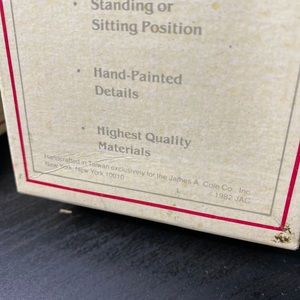 • Standing or
Sitting Position
• Hand-Painted
Details
• Highest Quality
Materials
Handcrafted in Taiwan exclusively for the James A. Cole Co., Inc.
New York, New York 10010
1982 JAC